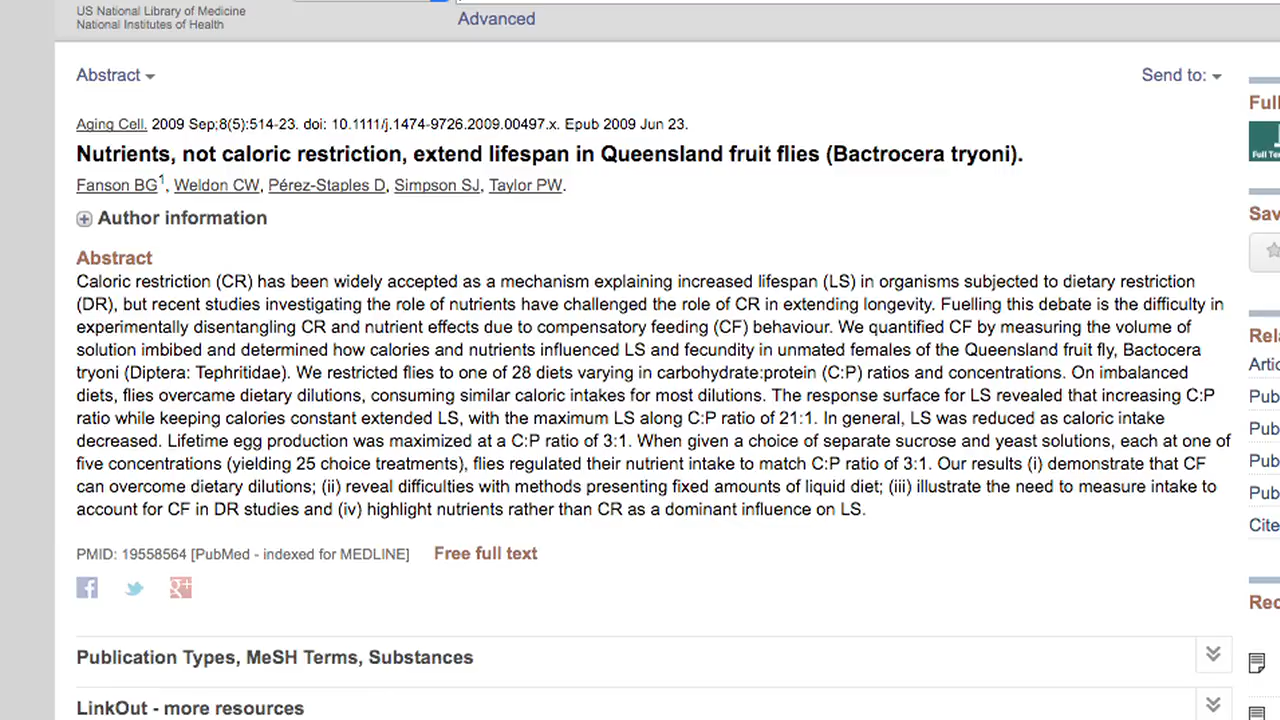 US National Library of Medicine
National Institutes of Health
Advanced
Abstract
Send to:
Aging Cell. 2009 Sep;8(5):514-23. doi: 10.1111/j.1474-9726.2009.00497.x. Epub 2009 Jun 23.
Nutrients, not caloric restriction, extend lifespan in Queensland fruit flies (Bactrocera tryoni).
Fanson BG1, Weldon CW, Pérez-Staples D, Simpson SJ, Taylor PW.
Author information
Abstract
Caloric restriction (CR) has been widely accepted as a mechanism explaining increased lifespan (LS) in organisms subjected to dietary restriction
(DR), but recent studies investigating the role of nutrients have challenged the role of CR in extending longevity. Fuelling this debate is the difficulty in
experimentally disentangling CR and nutrient effects due to compensatory feeding (CF) behaviour. We quantified CF by measuring the volume of
solution imbibed and determined how calories and nutrients influenced LS and fecundity in unmated females of the Queensland fruit fly, Bactocera
tryoni (Diptera: Tephritidae). We restricted flies to one of 28 diets varying in carbohydrate:protein (C:P) ratios and concentrations. On imbalanced
diets, flies overcame dietary dilutions, consuming similar caloric intakes for most dilutions. The response surface for LS revealed that increasing C:P
ratio while keeping calories constant extended LS, with the maximum LS along C:P ratio of 21:1. In general, LS was reduced as caloric intake
decreased. Lifetime egg production was maximized at a C:P ratio of 3:1. When given a choice of separate sucrose and yeast solutions, each at one of
five concentrations (yielding 25 choice treatments), flies regulated their nutrient intake to match C:P ratio of 3:1. Our results (i) demonstrate that CF
can overcome dietary dilutions; (ii) reveal difficulties with methods presenting fixed amounts of liquid diet; (iii) illustrate the need to measure intake to
account for CF in DR studies and (iv) highlight nutrients rather than CR as a dominant influence on LS.
PMID: 19558564 [PubMed - indexed for MEDLINE] Free full text
Publication Types, MeSH Terms, Substances
LinkOut - more resources
Full
Full Te
Sav
Rela
Artic
Pub
Pub
Pub
Pub
Cite
Rec